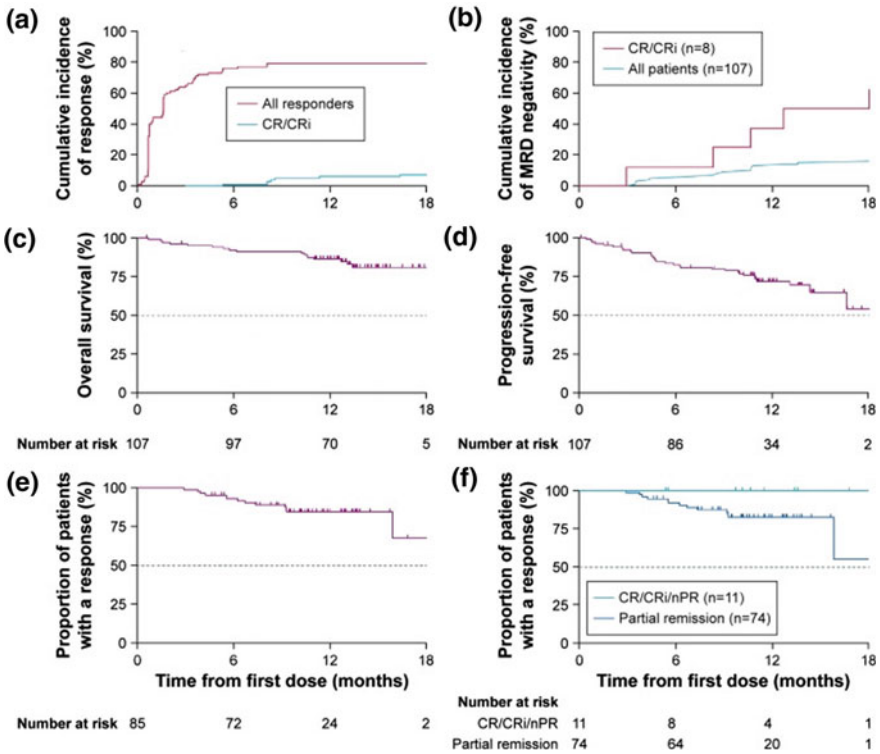 (a)
Cumulative incidence
of response (%)
100
80
60
40
20
0
All responders
CR/CRi
0 6 12 18
(b)
Cumulative incidence
of MRD negativity (%)
100
80
60
40
20
0
CR/CRi (n=8)
All patients (n=107)
0 6 12 18
(c)
Overall survival (%)
100
75
50
25
0
0 6 12 18
Number at risk 107 97 70 5
(d)
Progression-free
survival (%)
100
75
50
25
0
0 6 12 18
Number at risk 107 86 34 2
(e)
Proportion of patients
with a response (%)
100
75
50
25
0
0 6 12 18
Time from first dose (months)
Number at risk 85 72 24 2
(f)
Proportion of patients
with a response (%)
100
75
50
25
0
CR/CRi/nPR (n=11)
Partial remission (n=74)
0 6 12 18
Time from first dose (months)
Number at risk
CR/CRi/nPR 11 8 4 1
Partial remission 74 64 20 1